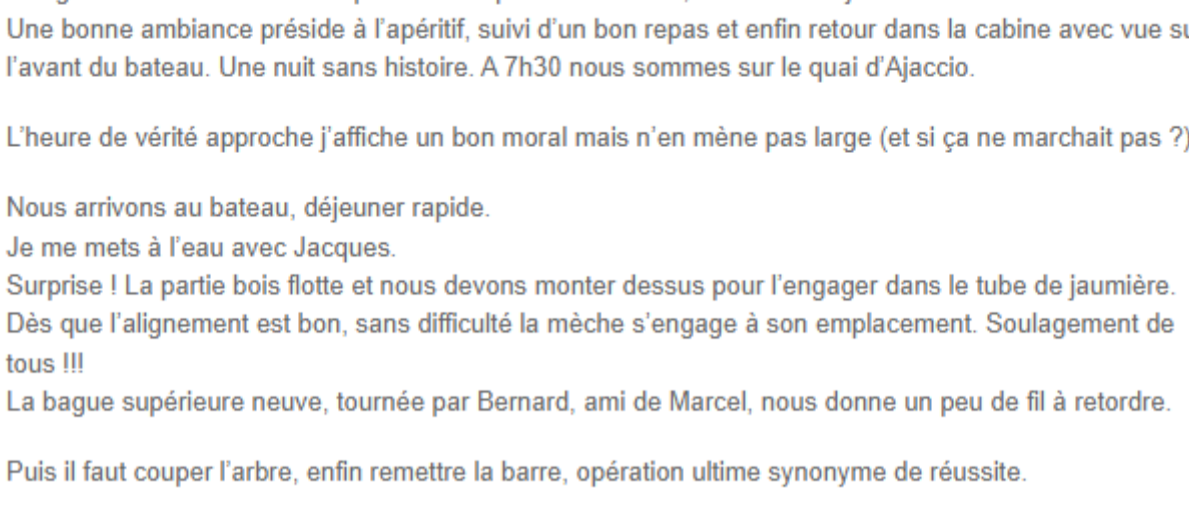 Une bonne ambiance préside à l’apéritif, suivi d’un bon repas et enfin retour dans la cabine avec vue su
l’avant du bateau. Une nuit sans histoire. A 7h30 nous sommes sur le quai d’Ajaccio.
L’heure de vérité approche j’affiche un bon moral mais n’en mène pas large (et si ça ne marchait pas ?)
Nous arrivons au bateau, déjeuner rapide.
Je me mets à l’eau avec Jacques.
Surprise ! La partie bois flotte et nous devons monter dessus pour l’engager dans le tube de jaumière.
Dès que l’alignement est bon, sans difficulté la mèche s’engage à son emplacement. Soulagement de
tous !!!
La bague supérieure neuve, tournée par Bernard, ami de Marcel, nous donne un peu de fil à retordre.
Puis il faut couper l’arbre, enfin remettre la barre, opération ultime synonyme de réussite.